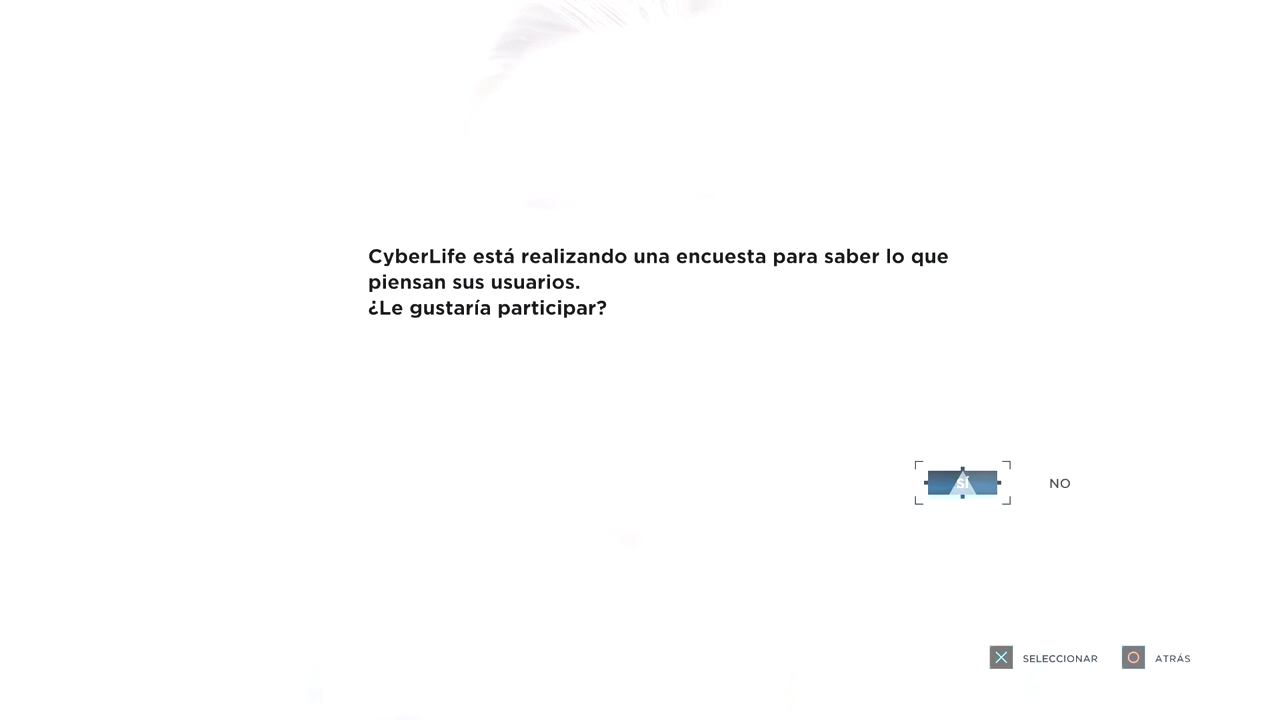 CyberLife está realizando una encuesta para saber lo que
piensan sus usuarios.
¿Le gustaría participar?
SÍ NO
SELECCIONAR ATRÁS